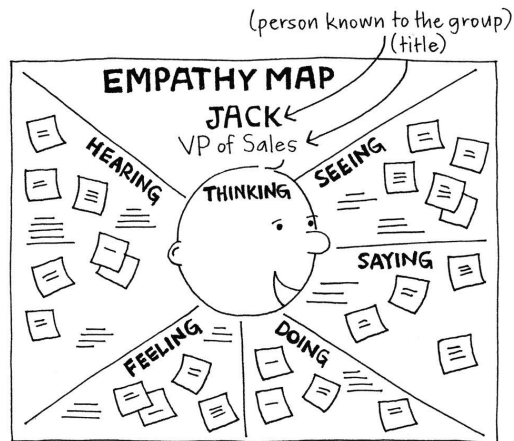 (person known to the group)
(title)
EMPATHY MAP
JACK
VP of Sales
HEARING
THINKING
SEEING
SAYING
FEELING
DOING